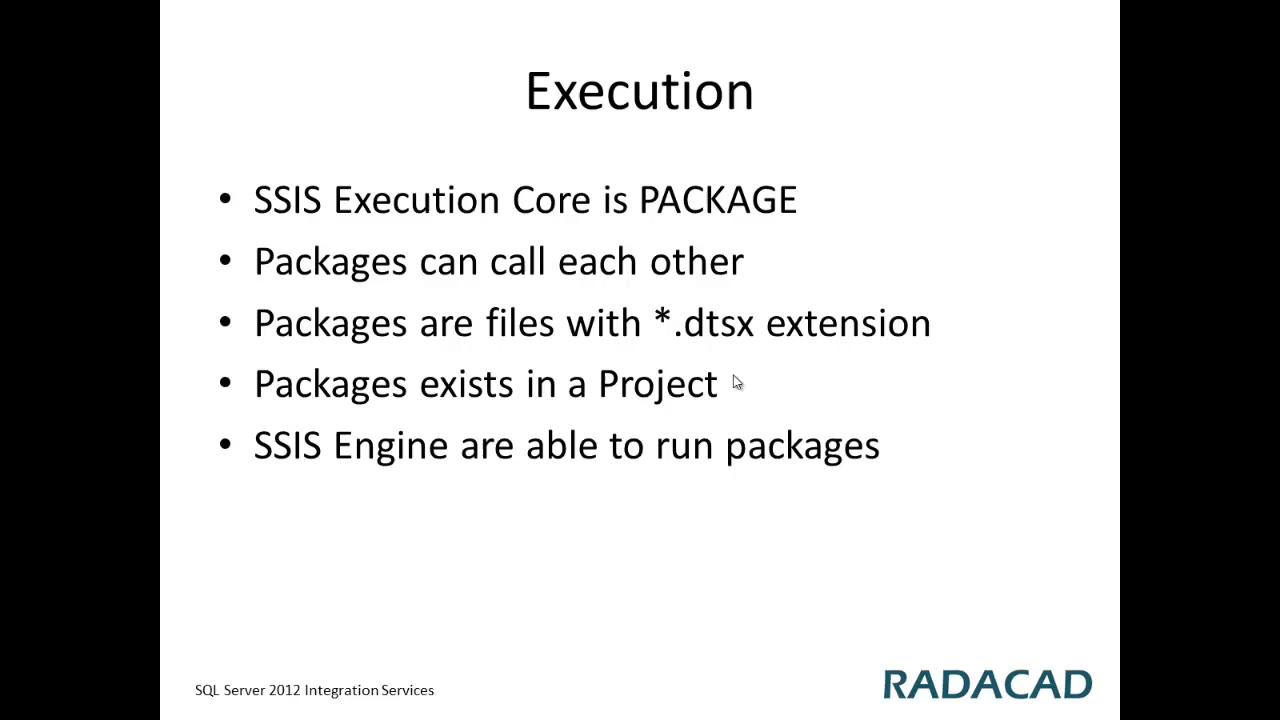 Execution
• SSIS Execution Core is PACKAGE
• Packages can call each other
• Packages are files with *.dtsx extension
• Packages exists in a Project
• SSIS Engine are able to run packages
SQL Server 2012 Integration Services
RADACAD